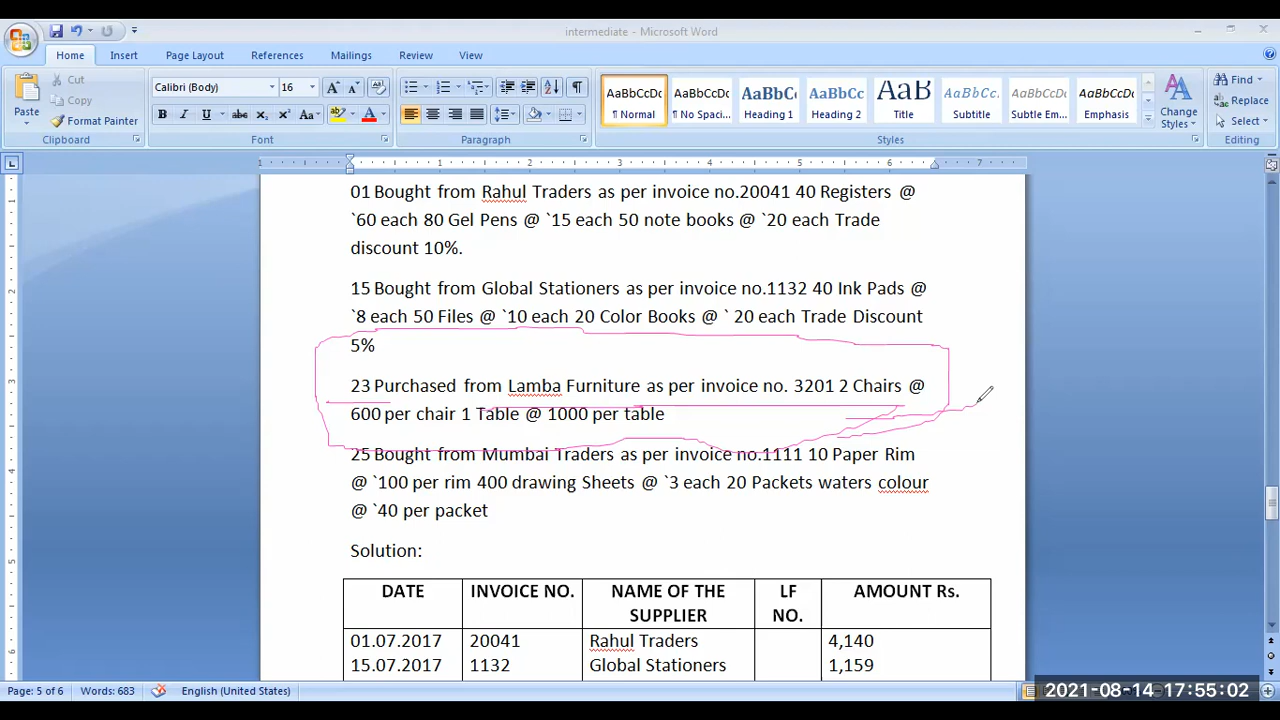 intermediate - Microsoft Word
Home Insert Page Layout References Mailings Review View
Paste
Cut
Copy
Format Painter
Clipboard
Calibri (Body) 16
Font
Paragraph
AaBbCcDc AaBbCcDc AaBbCc AaBbCc AaB AaBbCc. AaBbCcDc AaBbCcDc
¶ Normal ¶ No Spaci... Heading 1 Heading 2 Title Subtitle Subtle Em... Emphasis
Change Styles
Styles
Find
Replace
Select
Editing
01 Bought from Rahul Traders as per invoice no.20041 40 Registers @
`60 each 80 Gel Pens @ `15 each 50 note books @ `20 each Trade
discount 10%.
15 Bought from Global Stationers as per invoice no.1132 40 Ink Pads @
`8 each 50 Files @ `10 each 20 Color Books @ ` 20 each Trade Discount
5%
23 Purchased from Lamba Furniture as per invoice no. 3201 2 Chairs @
600 per chair 1 Table @ 1000 per table
25 Bought from Mumbai Traders as per invoice no.1111 10 Paper Rim
@ `100 per rim 400 drawing Sheets @ `3 each 20 Packets waters colour
@ `40 per packet
Solution:
DATE INVOICE NO. NAME OF THE SUPPLIER LF NO. AMOUNT Rs.
01.07.2017 20041 Rahul Traders 4,140
15.07.2017 1132 Global Stationers 1,159
Page: 5 of 6 Words: 683 English (United States)
2021-08-14 17:55:02